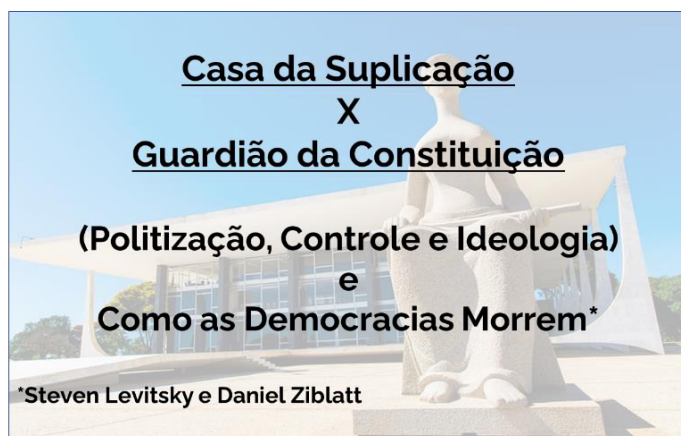 Casa da Suplicação
X
Guardião da Constituição
(Politização, Controle e Ideologia)
e
Como as Democracias Morrem*
*Steven Levitsky e Daniel Ziblatt